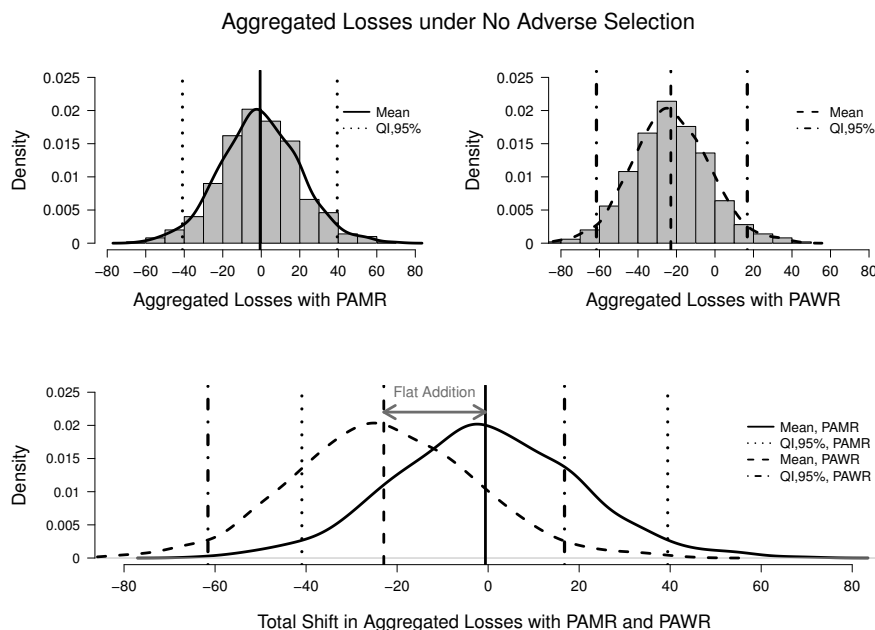 Aggregated Losses under No Adverse Selection
0.025
0.02
0.015
0.01
0.005
0
Density
Mean
QI,95%
−80 −60 −40 −20 0 20 40 60 80
Aggregated Losses with PAMR
0.025
0.02
0.015
0.01
0.005
0
Density
Mean
QI,95%
−80 −60 −40 −20 0 20 40 60 80
Aggregated Losses with PAWR
0.025
0.02
0.015
0.01
0.005
0
Density
Flat Addition
Mean, PAMR
QI,95%, PAMR
Mean, PAWR
QI,95%, PAWR
−80 −60 −40 −20 0 20 40 60 80
Total Shift in Aggregated Losses with PAMR and PAWR